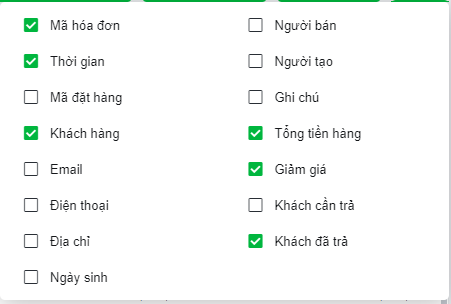 Mã hóa đơn
Thời gian
Mã đặt hàng
Khách hàng
Email
Điện thoại
Địa chỉ
Ngày sinh
Người bán
Người tạo
Ghi chú
Tổng tiền hàng
Giảm giá
Khách cần trả
Khách đã trả